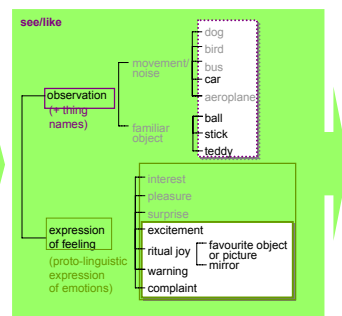 see/like
dog
bird
movement/
noise
bus
car
observation
aeroplane
(+ thing
names)
familiar
object
ball
stick
teddy
interest
pleasure
surprise
expression
of feeling
excitement
ritual joy
favourite object
or picture
mirror
(proto-linguistic
expression
of emotions)
warning
complaint